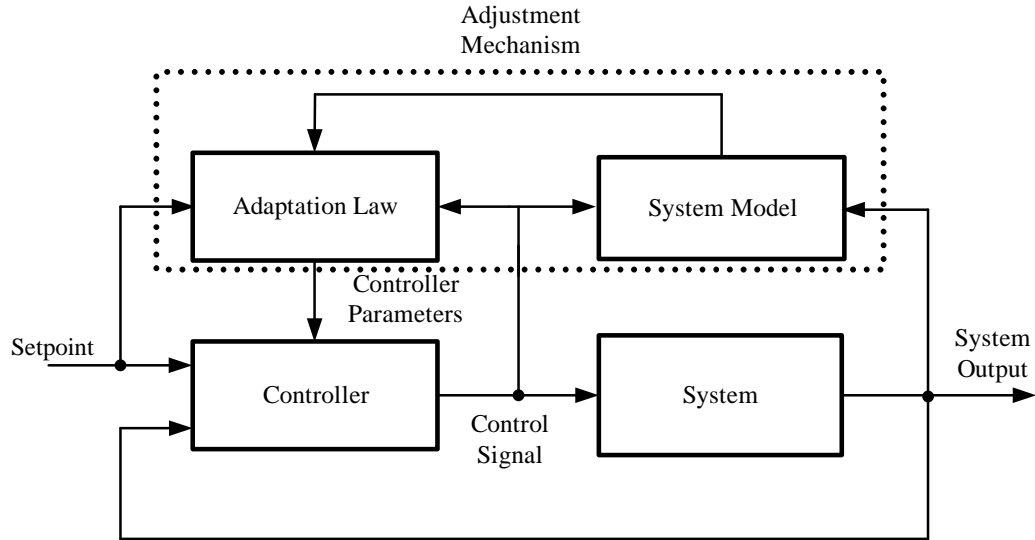 Adjustment
Mechanism
Adaptation Law
System Model
Controller
Parameters
Setpoint
Controller
System
System
Output
Control
Signal